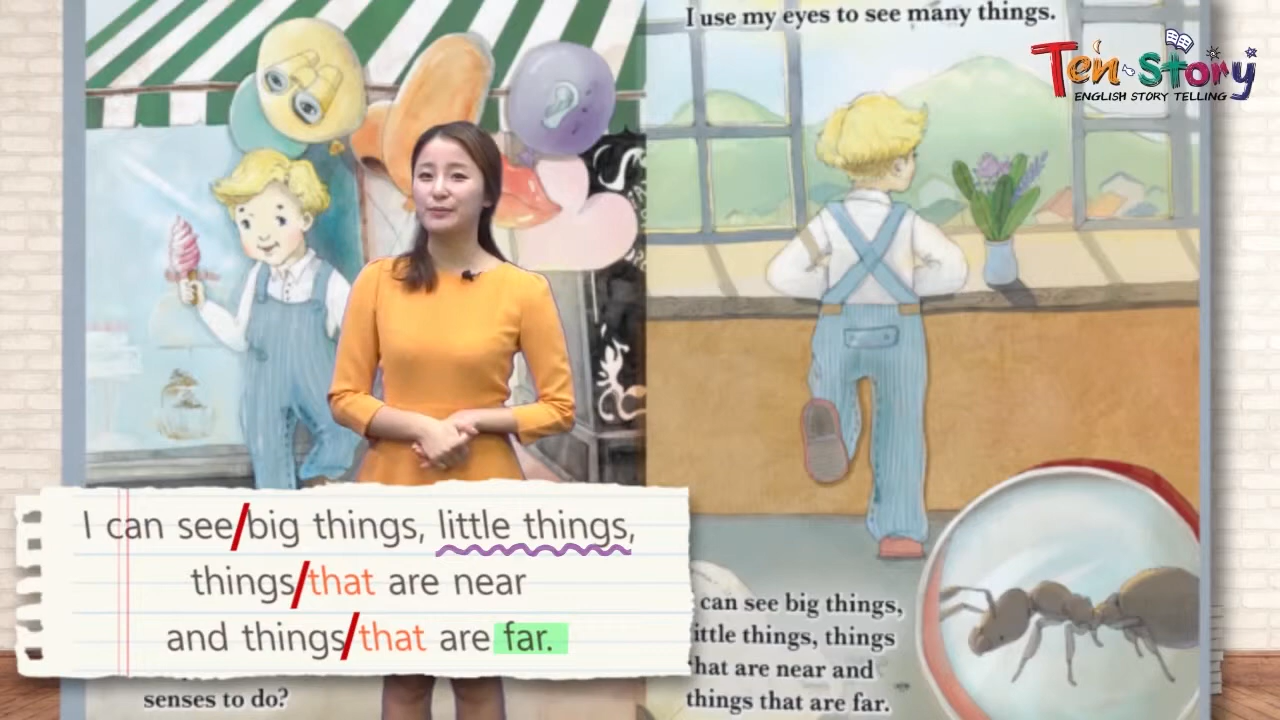 I use my eyes to see many things.
Ten Story
ENGLISH STORY TELLING
I can see/big things, little things,
things/that are near
and things/that are far.
senses to do?
can see big things,
little things, things
that are near and
things that are far.